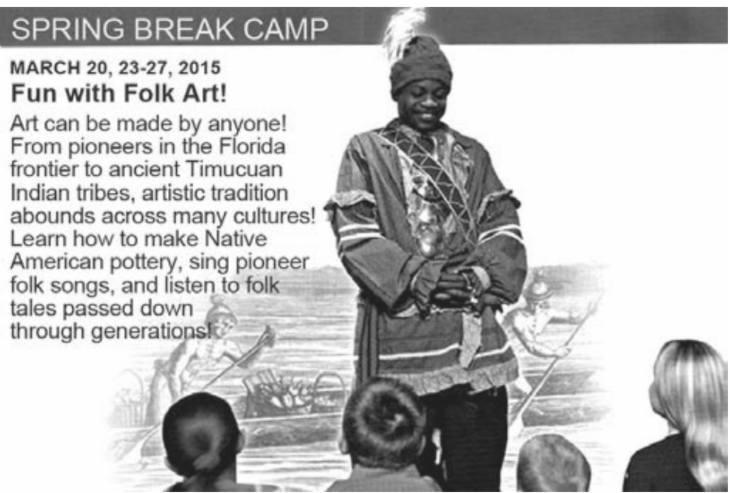 SPRING BREAK CAMP
MARCH 20, 23-27, 2015
Fun with Folk Art!
Art can be made by anyone!
From pioneers in the Florida
frontier to ancient Timucuan
Indian tribes, artistic tradition
abounds across many cultures!
Learn how to make Native
American pottery, sing pioneer
folk songs, and listen to folk
tales passed down
through generations!